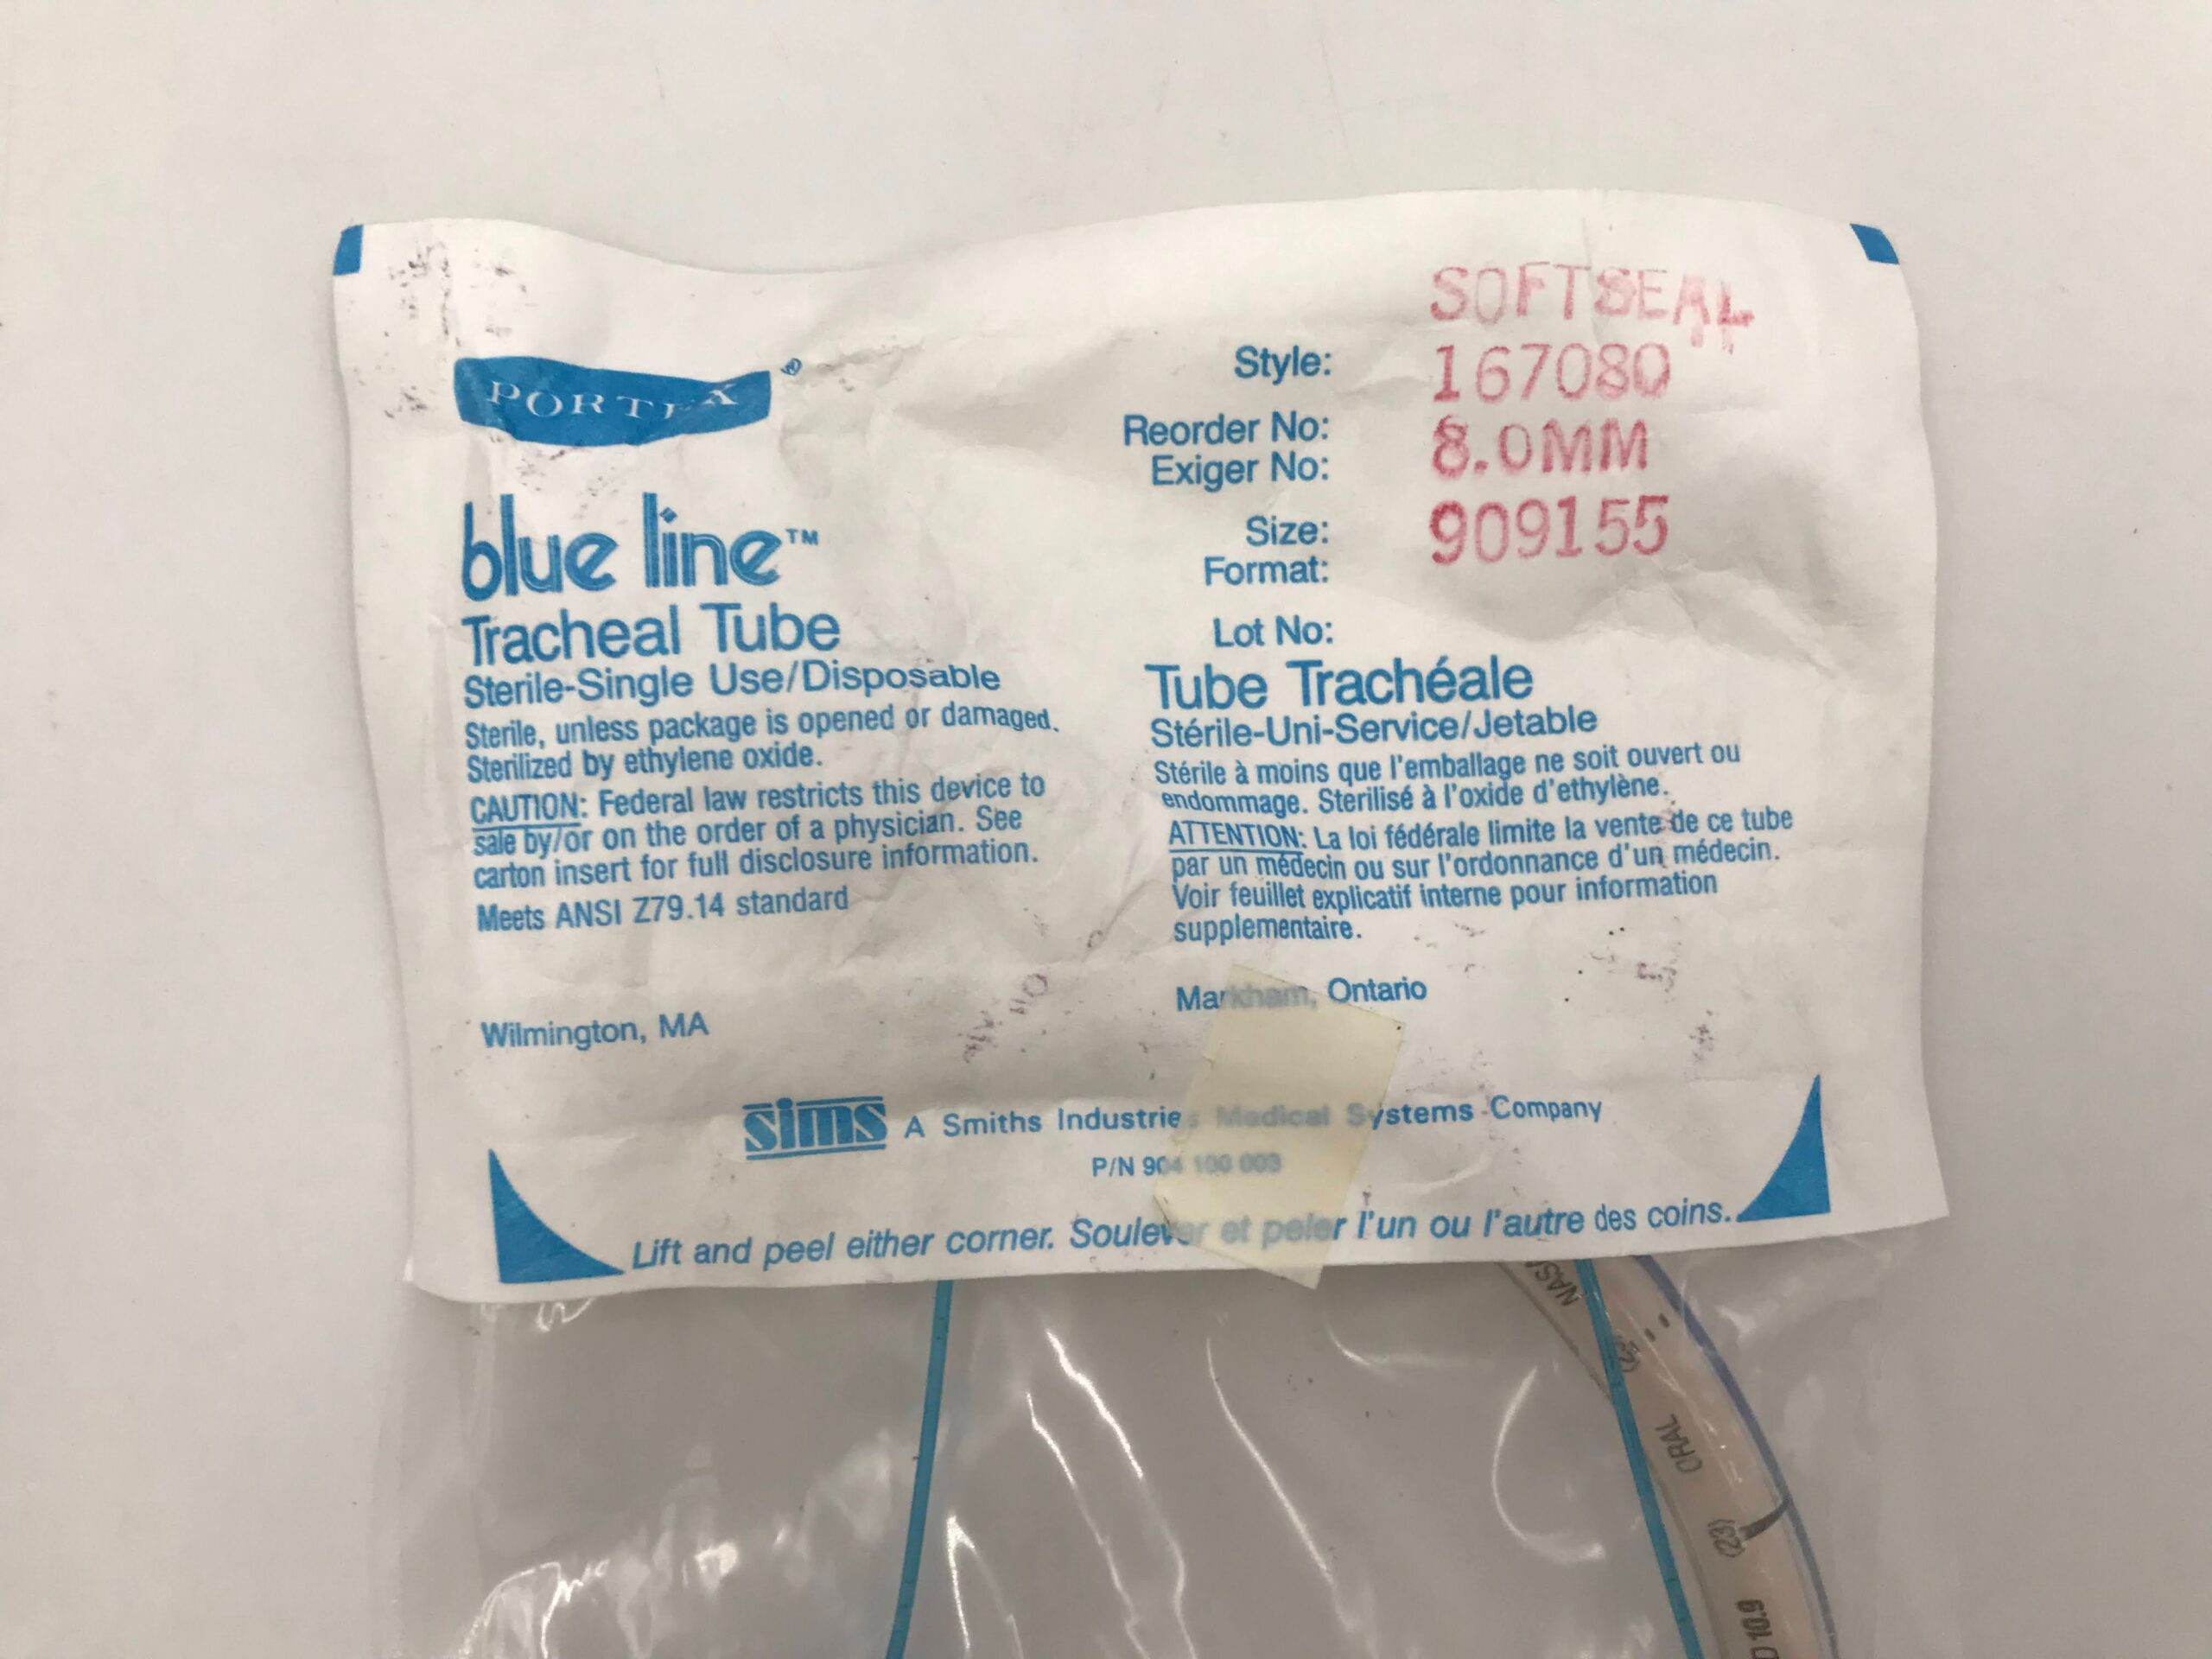 PORTEX®
blue line™
Tracheal Tube
Sterile-Single Use/Disposable
Sterile, unless package is opened or damaged.
Sterilized by ethylene oxide.
CAUTION: Federal law restricts this device to
sale by/or on the order of a physician. See
carton insert for full disclosure information.
Meets ANSI Z79.14 standard
Wilmington, MA
SOFTSEAL
Style: 167080
Reorder No: 8.0MM
Exiger No:
Size: 909155
Format:
Lot No:
Tube Trachéale
Stérile-Uni-Service/Jetable
Stérile à moins que l'emballage ne soit ouvert ou
endommage. Sterilisé à l'oxide d'ethylène.
ATTENTION: La loi fédérale limite la vente de ce tube
par un médecin ou sur l'ordonnance d'un médecin.
Voir feuillet explicatif interne pour information
supplementaire.
Markham, Ontario
sims A Smiths Industries Medical Systems Company
P/N 904 100 003
Lift and peel either corner. Soulever et peler l'un ou l'autre des coins.
ORAL
(23)
10.9